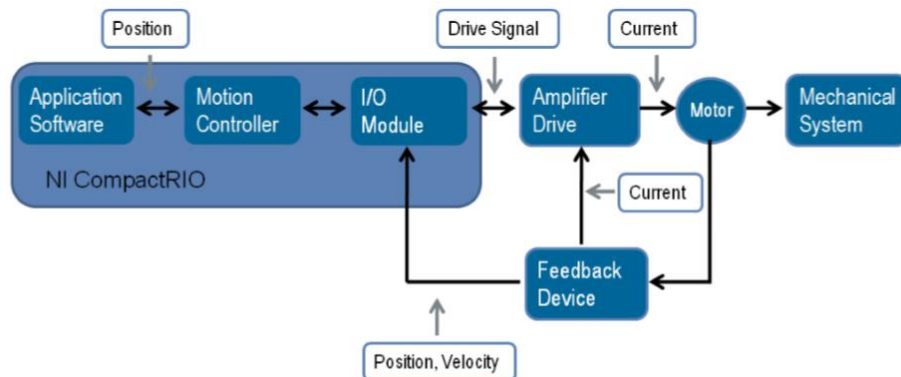 Position
Drive Signal
Current
Application
Software
Motion
Controller
I/O
Module
Amplifier
Drive
Motor
Mechanical
System
NI CompactRIO
Current
Feedback
Device
Position, Velocity